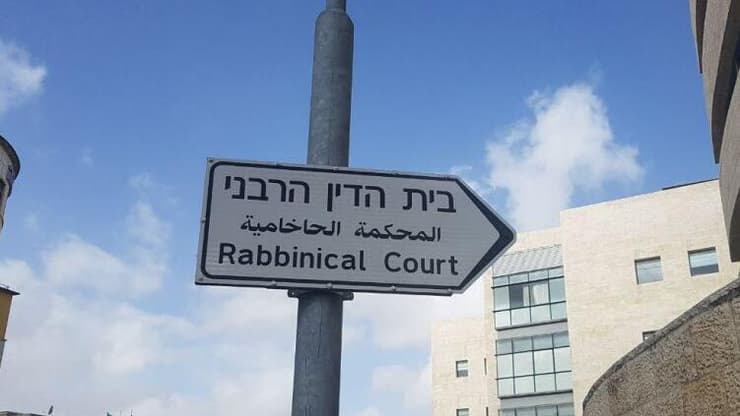 בית הדין הרבני
المحكمة الحاخامية
Rabbinical Court